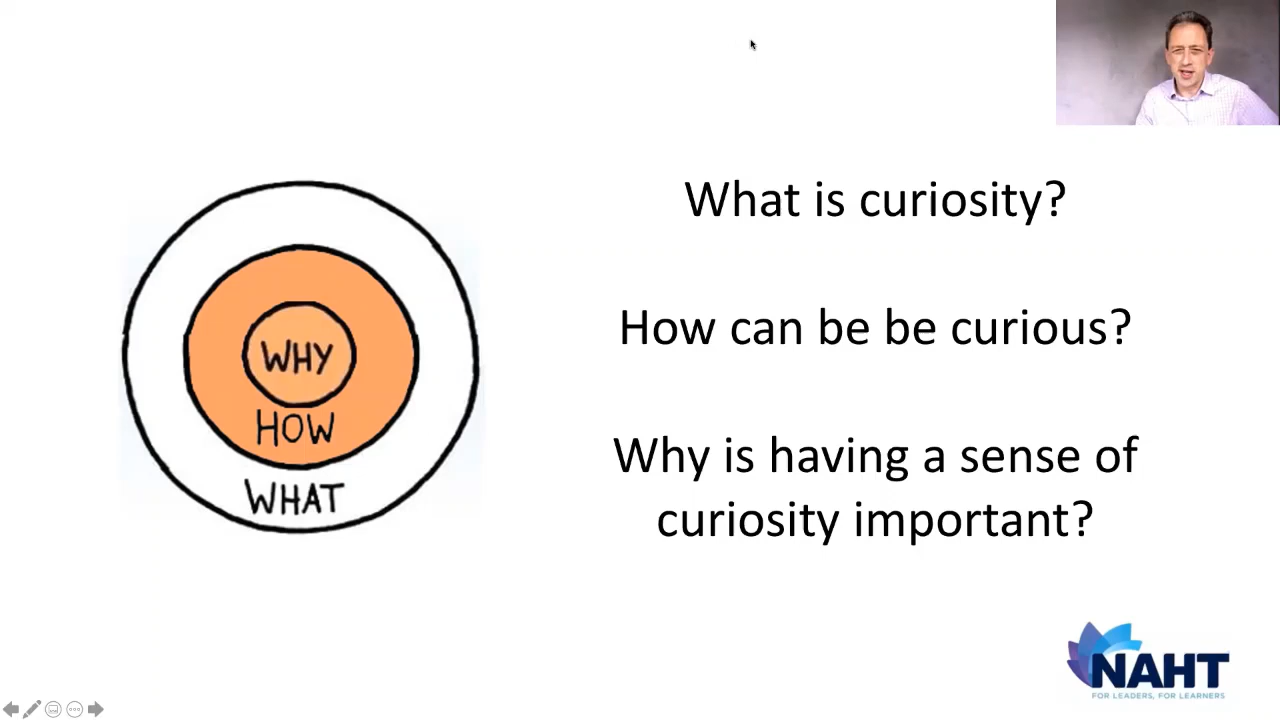 What is curiosity?
How can be be curious?
Why is having a sense of
curiosity important?
WHY
HOW
WHAT
NAHT
FOR LEADERS, FOR LEARNERS